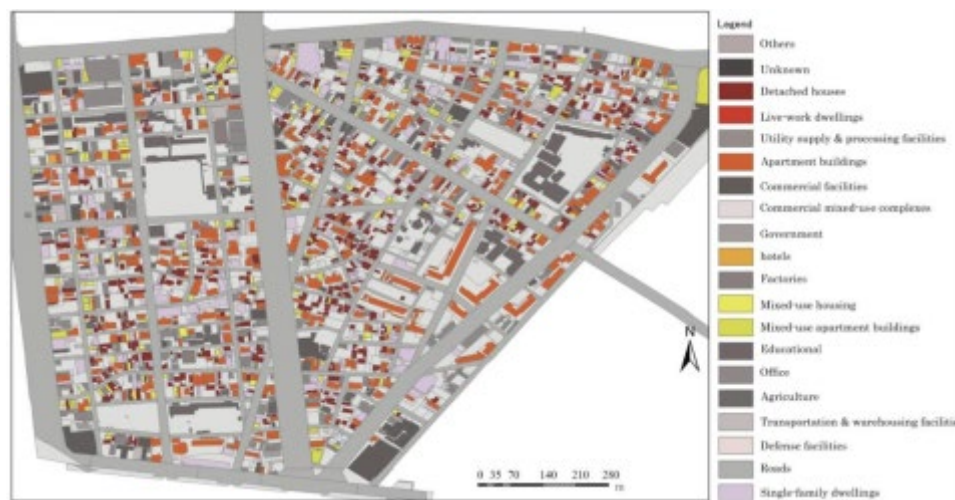 Legend
Others
Unknown
Detached houses
Live-work dwellings
Utility supply & processing facilities
Apartment buildings
Commercial facilities
Commercial mixed-use complexes
Government
hotels
Factories
Mixed-use housing
Mixed-use apartment buildings
Educational
Office
Agriculture
Transportation & warehousing faciliti
Defense facilities
Roads
Single-family dwellings
N
0 35 70 140 210 280
m